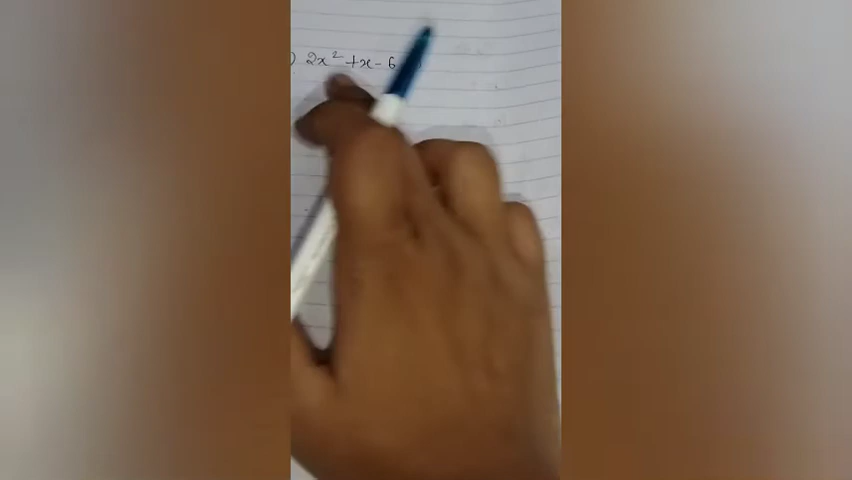 ) 2x² + x - 6